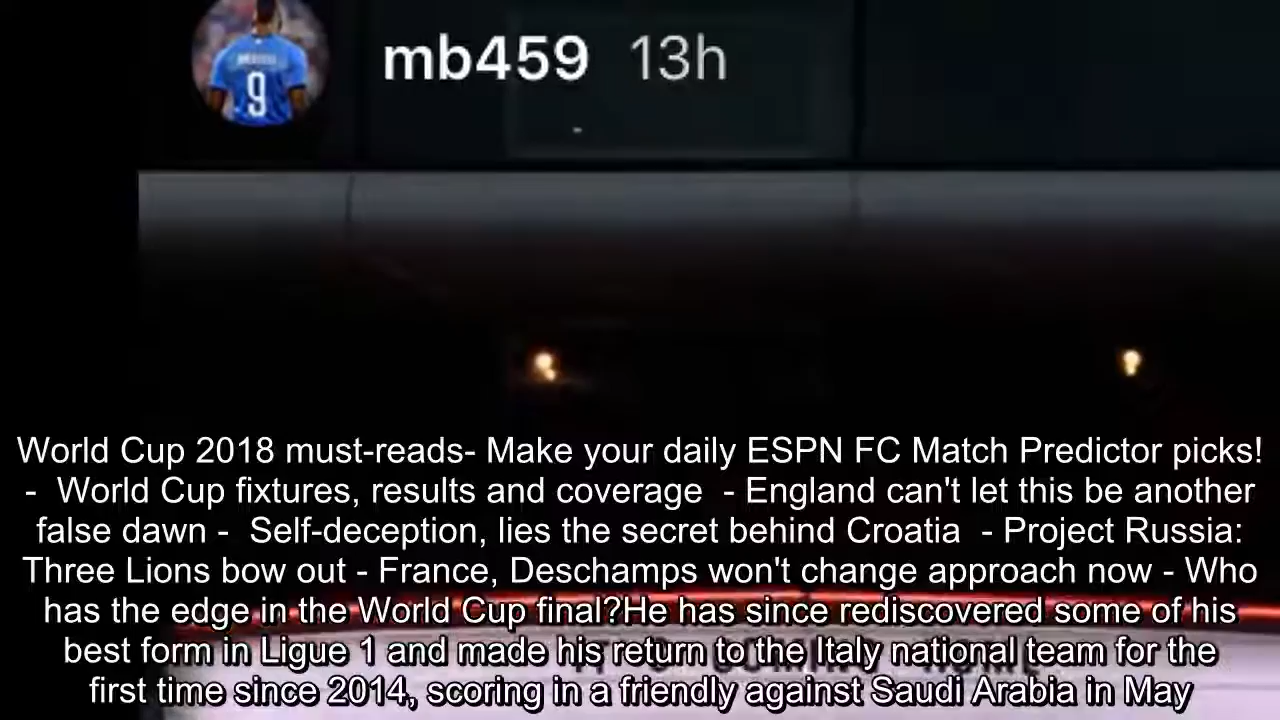 mb459 13h
9
World Cup 2018 must-reads- Make your daily ESPN FC Match Predictor picks!
- World Cup fixtures, results and coverage - England can't let this be another
false dawn - Self-deception, lies the secret behind Croatia - Project Russia:
Three Lions bow out - France, Deschamps won't change approach now - Who
has the edge in the World Cup final?He has since rediscovered some of his
best form in Ligue 1 and made his return to the Italy national team for the
first time since 2014, scoring in a friendly against Saudi Arabia in May